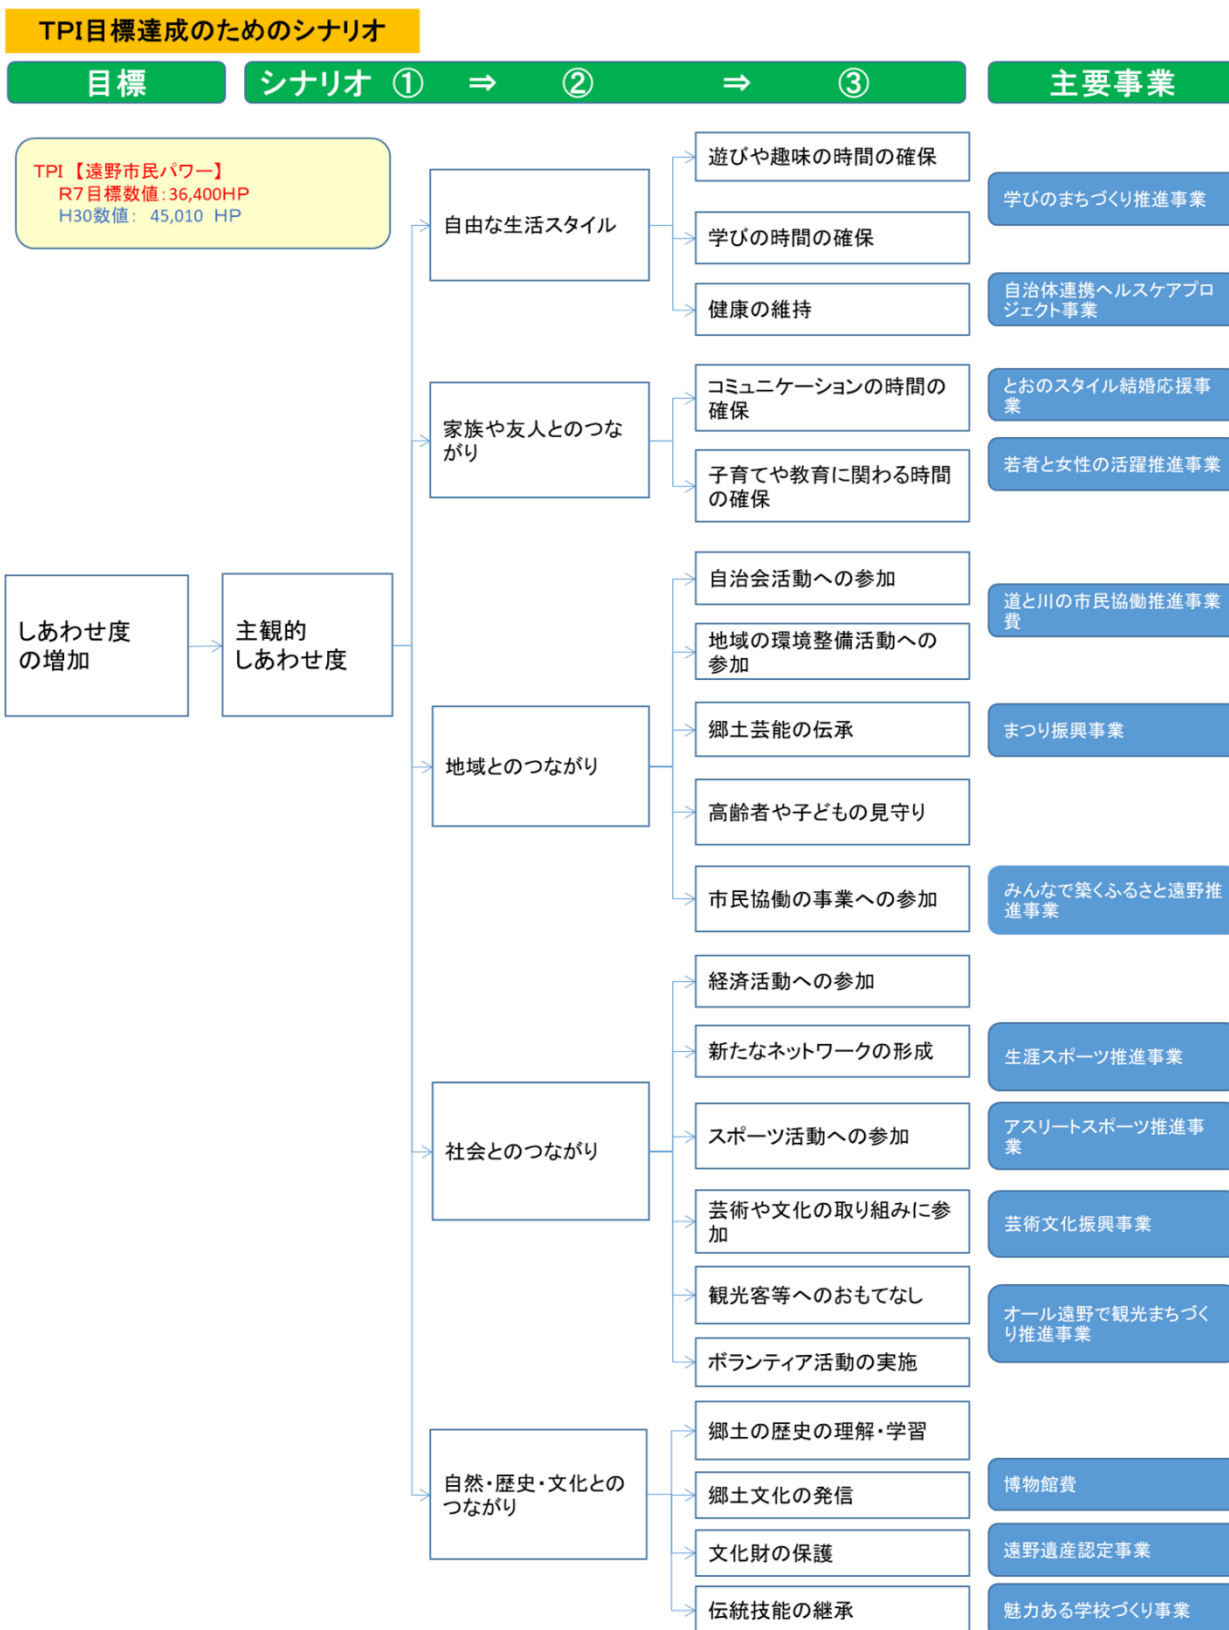 TPI目標達成のためのシナリオ
目標
シナリオ ① ⇒ ② ⇒ ③
主要事業
TPI 【遠野市民パワー】
R7目標数値:36,400HP
H30数値: 45,010 HP
しあわせ度
の増加
主観的
しあわせ度
自由な生活スタイル
遊びや趣味の時間の確保
学びの時間の確保
健康の維持
学びのまちづくり推進事業
自治体連携ヘルスケアプロ
ジェクト事業
家族や友人とのつな
がり
コミュニケーションの時間の
確保
子育てや教育に関わる時間
の確保
とおのスタイル結婚応援事
業
若者と女性の活躍推進事業
地域とのつながり
自治会活動への参加
地域の環境整備活動への
参加
郷土芸能の伝承
高齢者や子どもの見守り
市民協働の事業への参加
道と川の市民協働推進事業
費
まつり振興事業
みんなで築くふるさと遠野推
進事業
社会とのつながり
経済活動への参加
新たなネットワークの形成
スポーツ活動への参加
芸術や文化の取り組みに参
加
観光客等へのおもてなし
ボランティア活動の実施
生涯スポーツ推進事業
アスリートスポーツ推進事
業
芸術文化振興事業
オール遠野で観光まちづく
り推進事業
自然・歴史・文化との
つながり
郷土の歴史の理解・学習
郷土文化の発信
文化財の保護
伝統技能の継承
博物館費
遠野遺産認定事業
魅力ある学校づくり事業